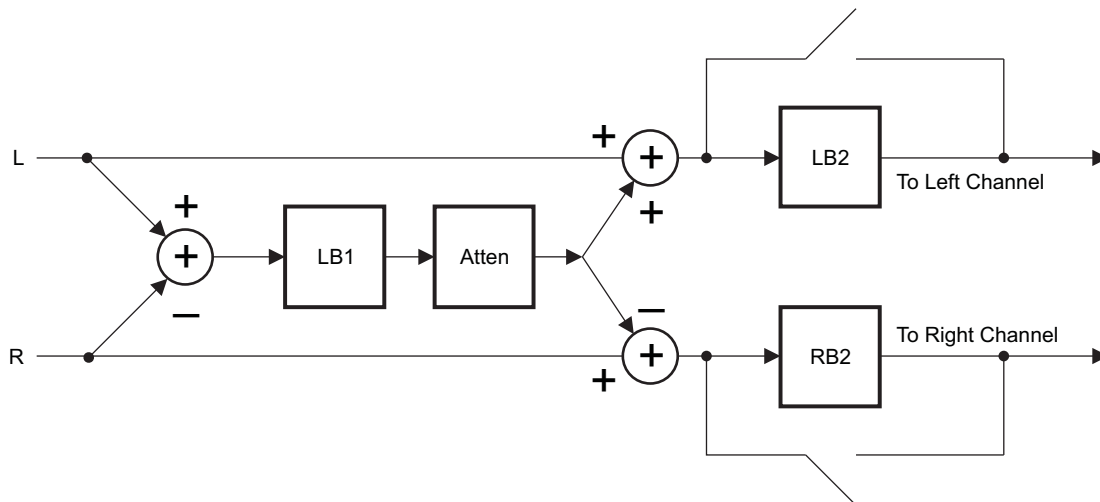 L
+
+
LB2
To Left Channel
+
+
+
LB1
Atten
−
−
To Right Channel
R
+
RB2
+